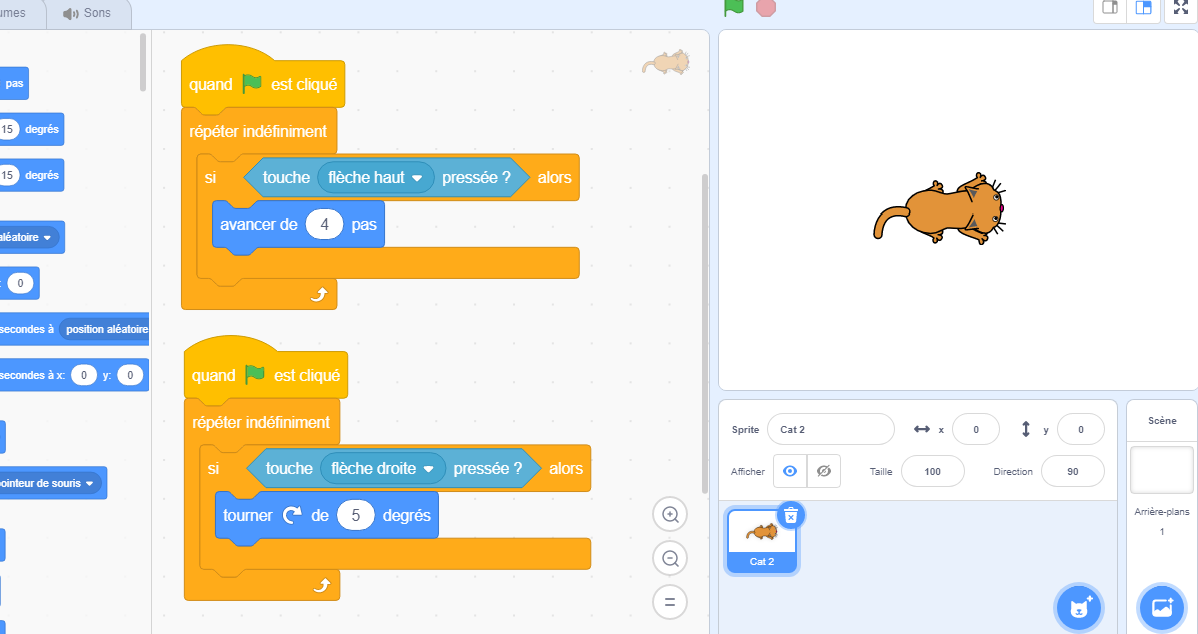 umes
Sons
pas
15 degrés
15 degrés
aléatoire
: 0
secondes à position aléatoire
secondes à x: 0 y: 0
pointeur de souris
quand est cliqué
répéter indéfiniment
si touche flèche haut pressée ? alors
avancer de 4 pas
quand est cliqué
répéter indéfiniment
si touche flèche droite pressée ? alors
tourner de 5 degrés
Sprite Cat 2 x 0 y 0
Afficher Taille 100 Direction 90
Cat 2
Scène
Arrière-plans
1